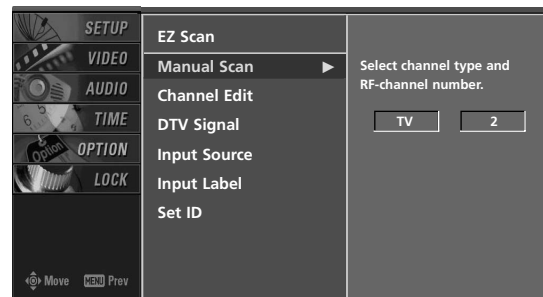 SETUP
VIDEO
AUDIO
TIME
OPTION
LOCK
Move MENU Prev
EZ Scan
Manual Scan ▶
Channel Edit
DTV Signal
Input Source
Input Label
Set ID
Select channel type and
RF-channel number.
TV 2